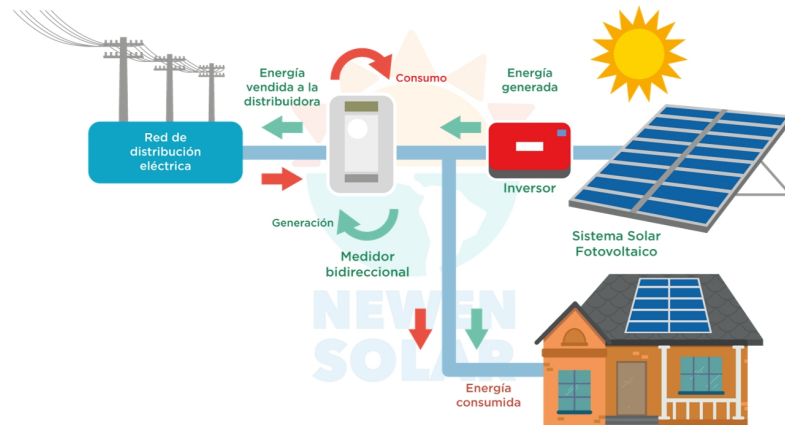 Energía
vendida a la
distribuidora
Consumo
Energía
generada
Red de
distribución
eléctrica
Inversor
Generación
Medidor
bidireccional
Sistema Solar
Fotovoltaico
NEWEN
SOLAR
Energía
consumida